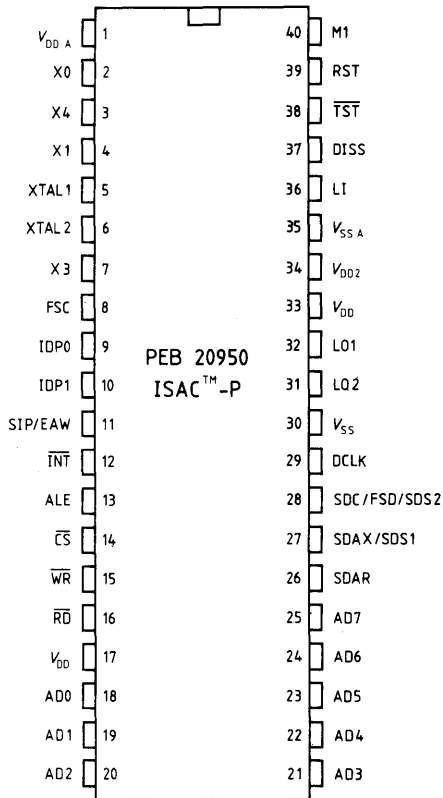 V DD A 1 40 M1
X0 2 39 RST
X4 3 38 TST
X1 4 37 DISS
XTAL1 5 36 LI
XTAL2 6 35 VSS A
X3 7 34 VDD2
FSC 8 33 VDD
IDP0 9 32 LO1
IDP1 10 31 LO2
PEB 20950
ISAC™-P
SIP/EAW 11 30 VSS
INT 12 29 DCLK
ALE 13 28 SDC/FSD/SDS2
CS 14 27 SDAX/SDS1
WR 15 26 SDAR
RD 16 25 AD7
VDD 17 24 AD6
AD0 18 23 AD5
AD1 19 22 AD4
AD2 20 21 AD3